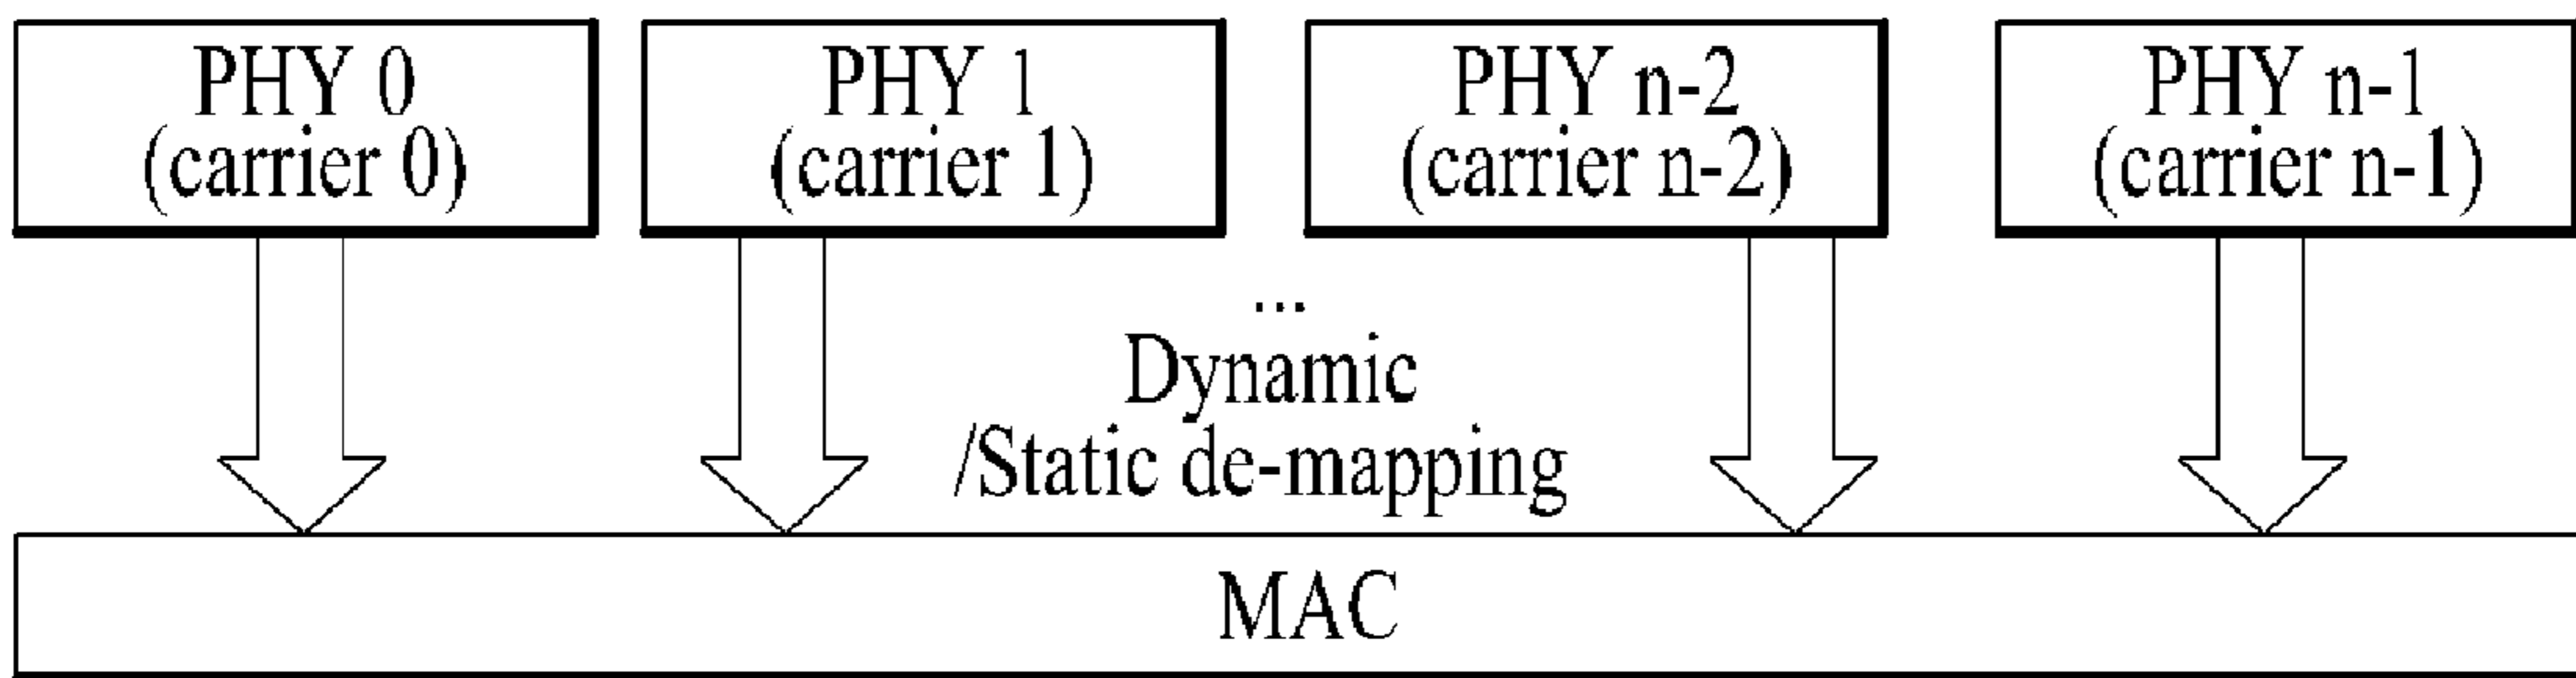 PHY 0
(carrier 0)
PHY 1
(carrier 1)
PHY n-2
(carrier n-2)
PHY n-1
(carrier n-1)
...
Dynamic
/Static de-mapping
MAC